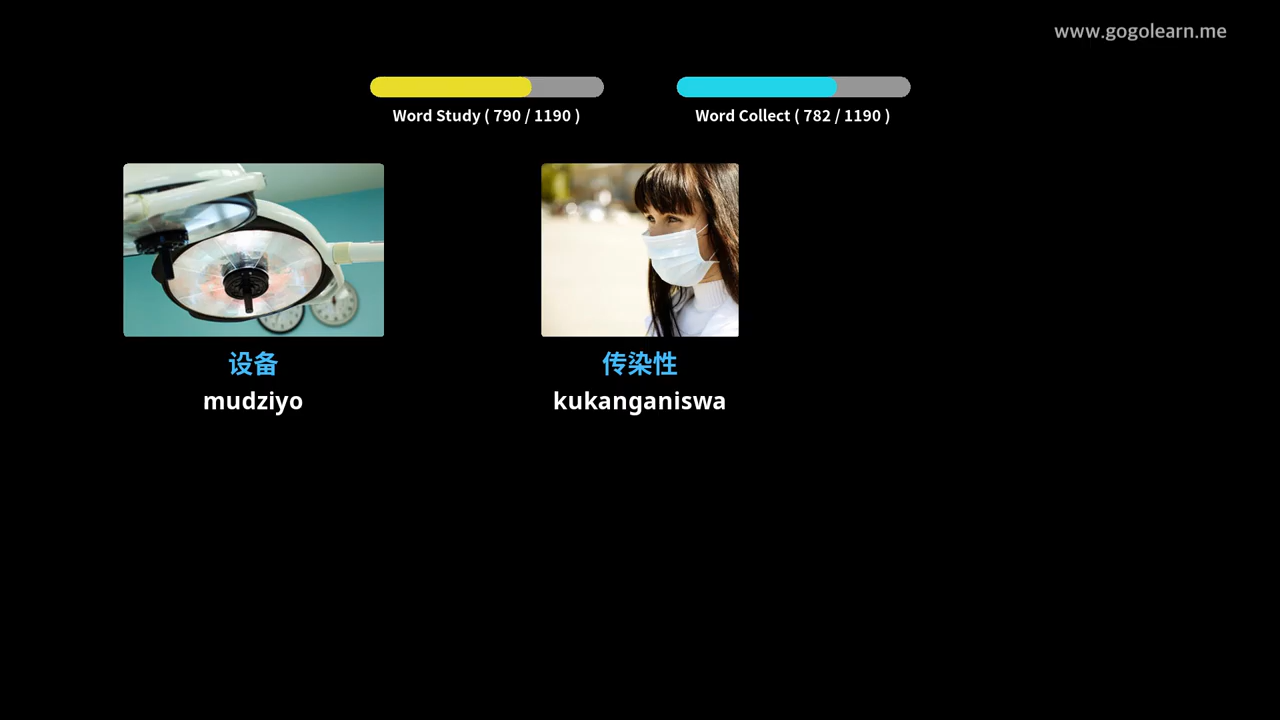 www.gogolearn.me
Word Study ( 790 / 1190 )
Word Collect ( 782 / 1190 )
设备
mudziyo
传染性
kukanganiswa